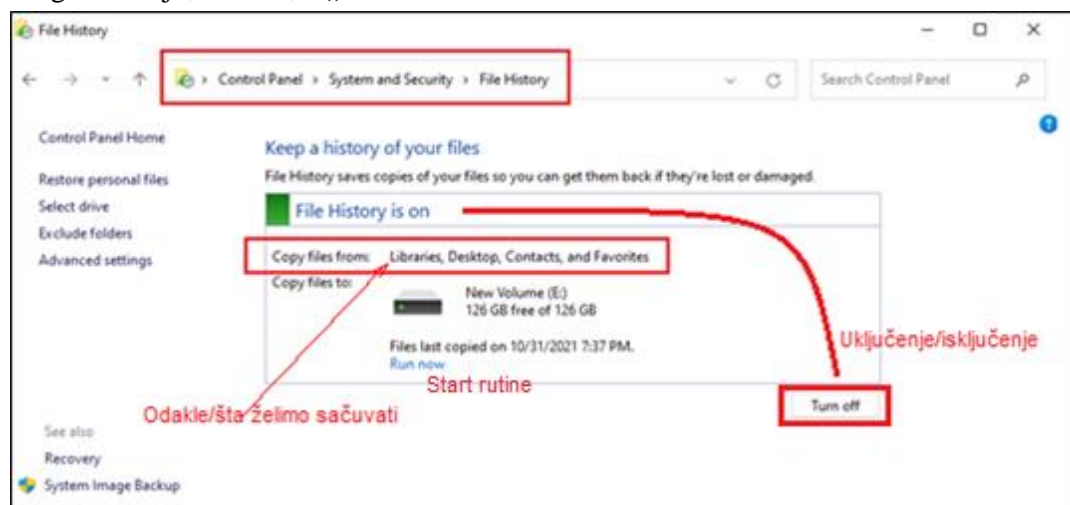 File History
Control Panel › System and Security › File History
Search Control Panel
Control Panel Home
Restore personal files
Select drive
Exclude folders
Advanced settings
Keep a history of your files
File History saves copies of your files so you can get them back if they're lost or damaged.
File History is on
Copy files from: Libraries, Desktop, Contacts, and Favorites
Copy files to:
New Volume (E:)
126 GB free of 126 GB
Files last copied on 10/31/2021 7:37 PM.
Run now
Start rutine
Uključenje/isključenje
Turn off
Odakle/šta želimo sačuvati
See also
Recovery
System Image Backup